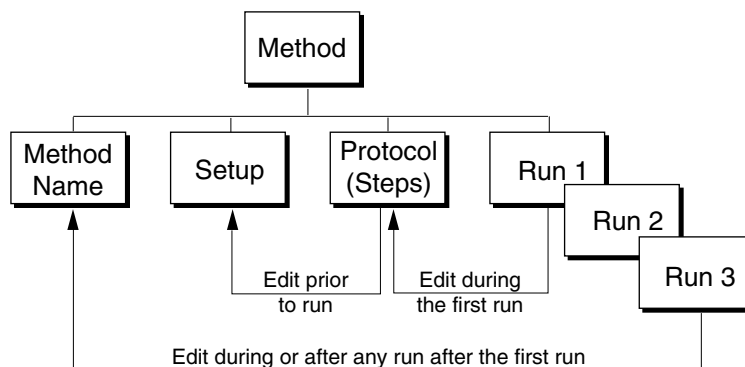 Method
Method
Name
Setup
Protocol
(Steps)
Run 1
Run 2
Run 3
Edit prior
to run
Edit during
the first run
Edit during or after any run after the first run